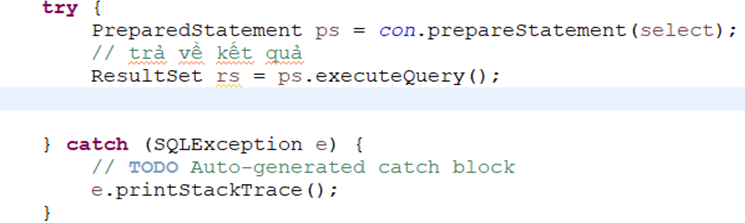 try {
PreparedStatement ps = con.prepareStatement(select);
// trả về kết quả
ResultSet rs = ps.executeQuery();
} catch (SQLException e) {
// TODO Auto-generated catch block
e.printStackTrace();
}